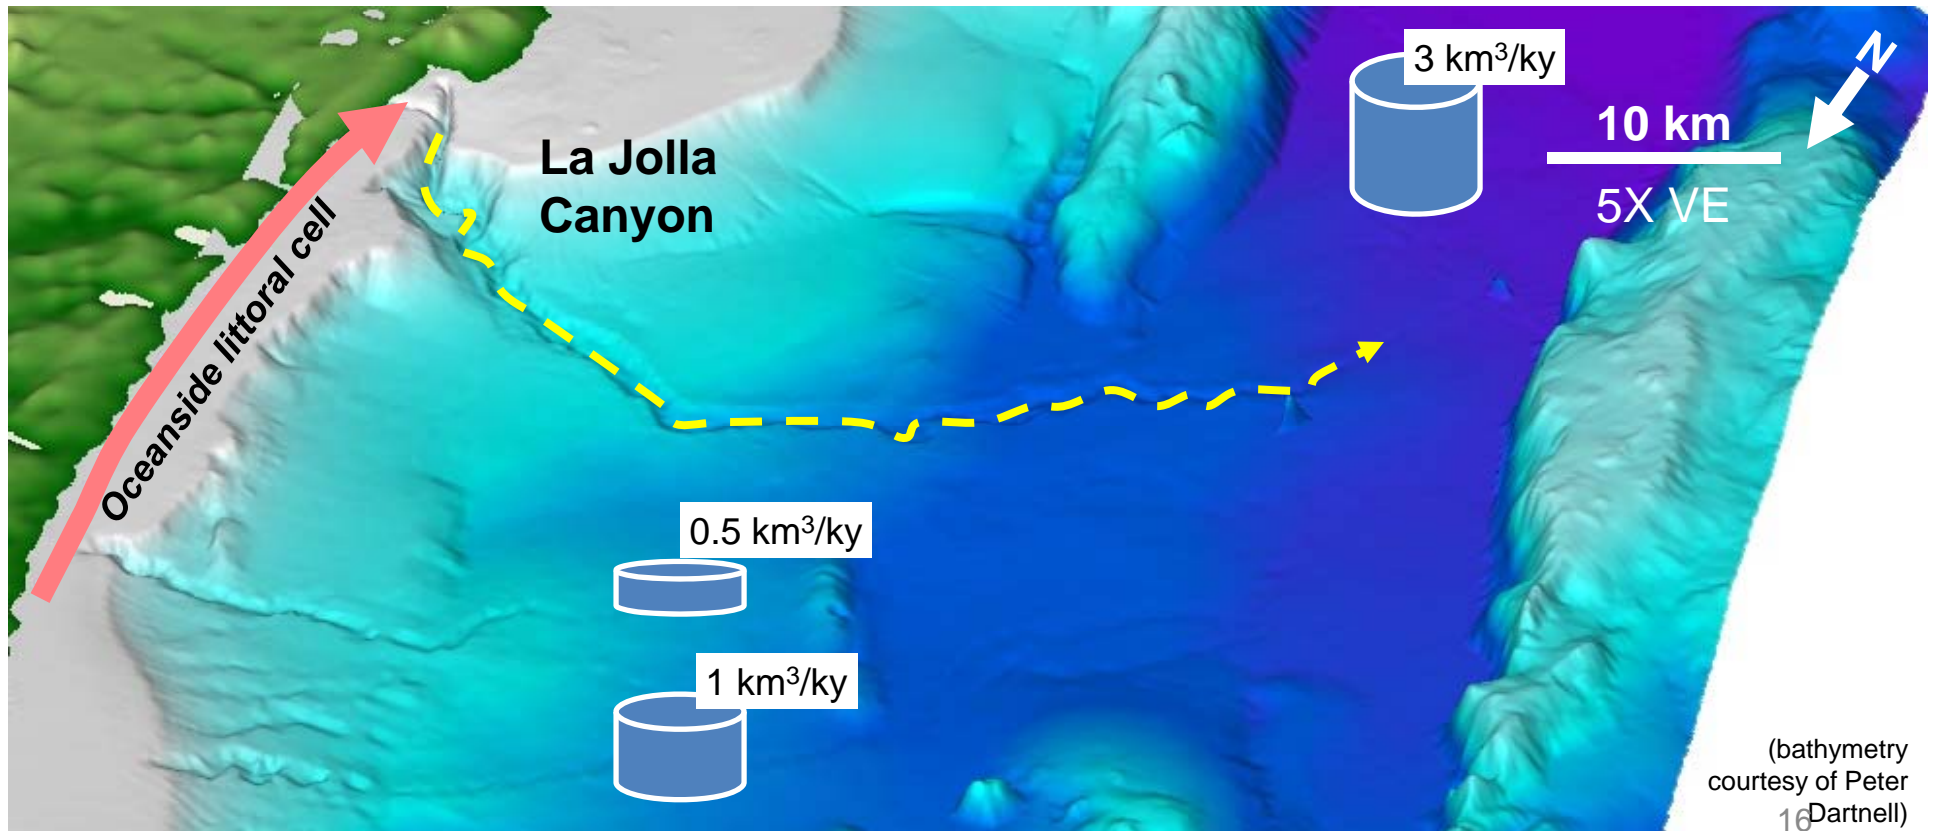 3 km³/ky
N
10 km
5X VE
La Jolla
Canyon
Oceanside littoral cell
0.5 km³/ky
1 km³/ky
(bathymetry
courtesy of Peter
Dartnell)
16